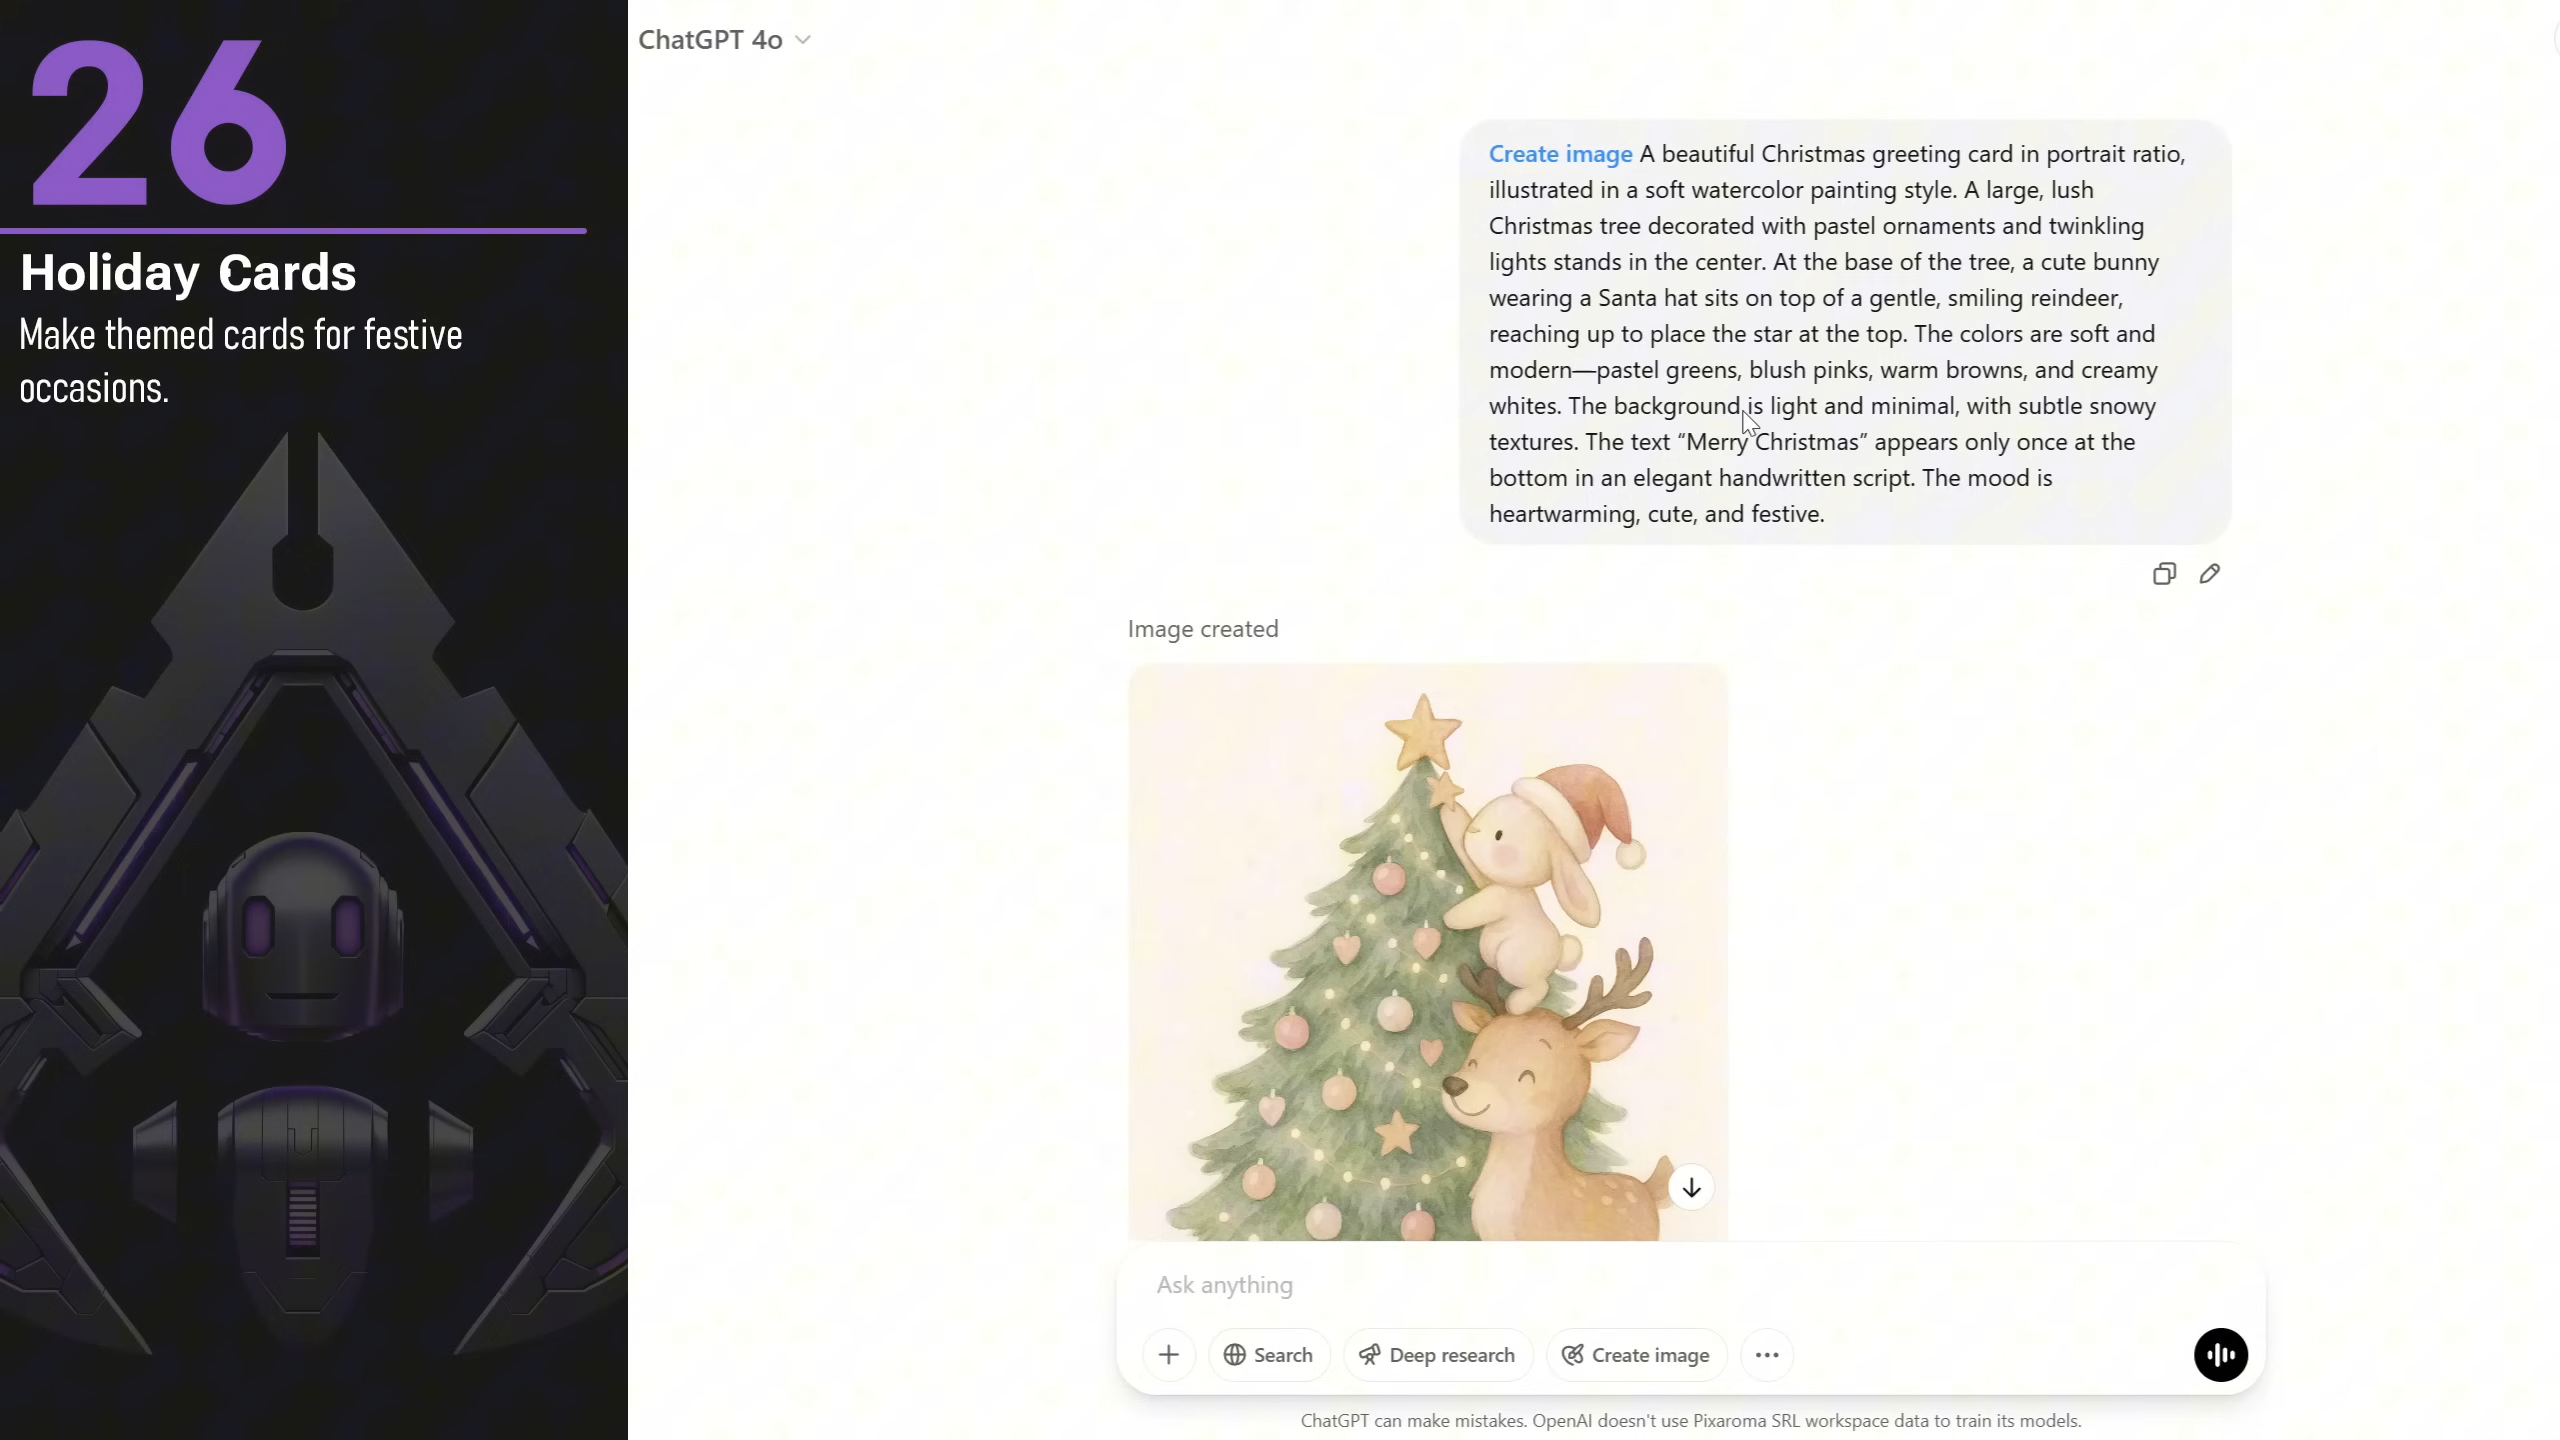 26
Holiday Cards
Make themed cards for festive
occasions.
ChatGPT 4o
Create image A beautiful Christmas greeting card in portrait ratio,
illustrated in a soft watercolor painting style. A large, lush
Christmas tree decorated with pastel ornaments and twinkling
lights stands in the center. At the base of the tree, a cute bunny
wearing a Santa hat sits on top of a gentle, smiling reindeer,
reaching up to place the star at the top. The colors are soft and
modern—pastel greens, blush pinks, warm browns, and creamy
whites. The background is light and minimal, with subtle snowy
textures. The text “Merry Christmas” appears only once at the
bottom in an elegant handwritten script. The mood is
heartwarming, cute, and festive.
Image created
Ask anything
Search
Deep research
Create image
ChatGPT can make mistakes. OpenAI doesn't use Pixaroma SRL workspace data to train its models.